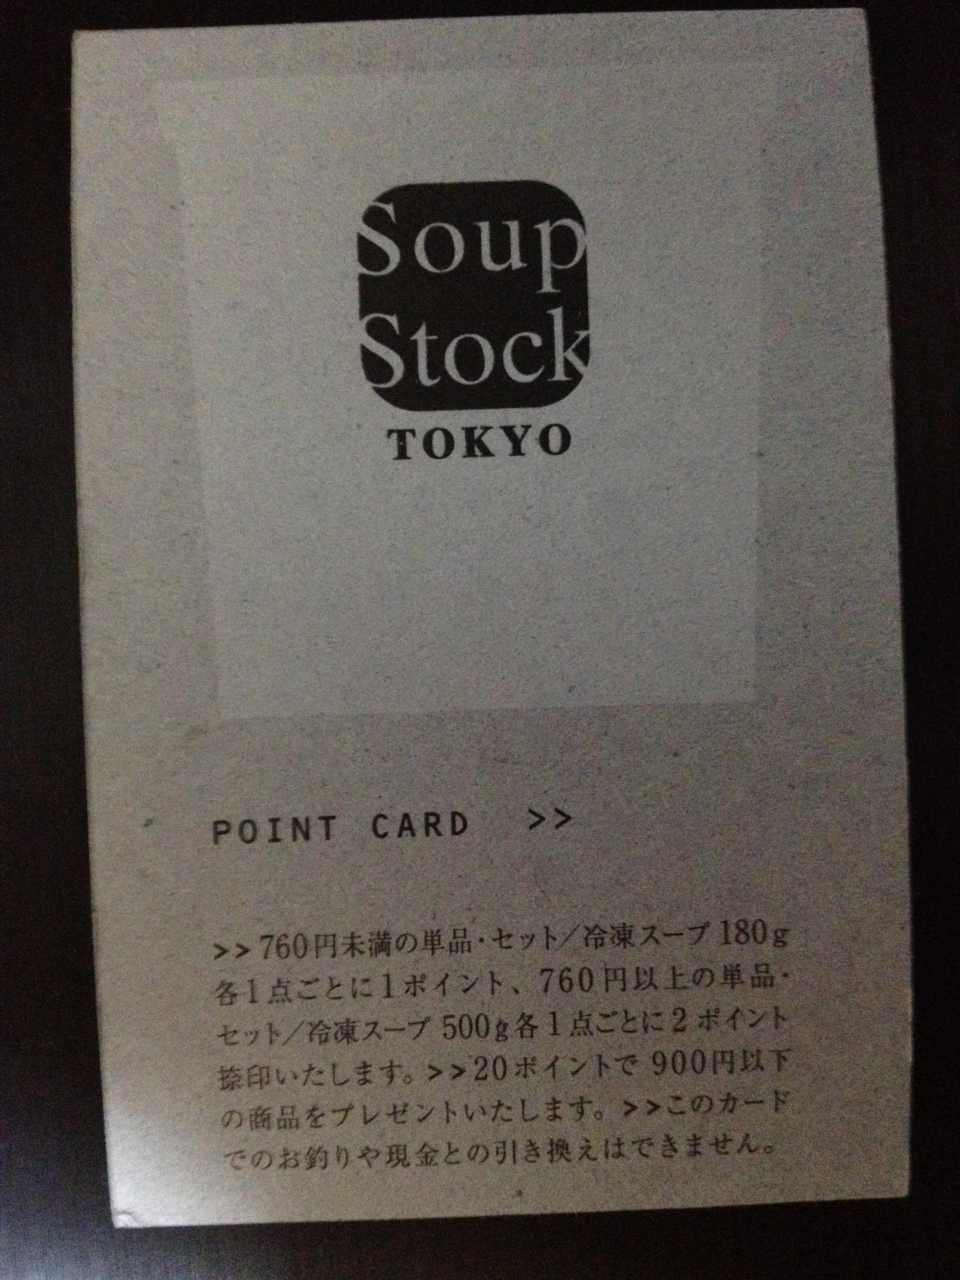 Soup
Stock
TOKYO
POINT CARD >>
>>760円未満の単品・セット／冷凍スープ 180g
各1点ごとに1ポイント、760円以上の単品・
セット／冷凍スープ 500g各1点ごとに2ポイント
捺印いたします。>>20ポイントで 900円以下
の商品をプレゼントいたします。>>このカード
でのお釣りや現金との引き換えはできません。